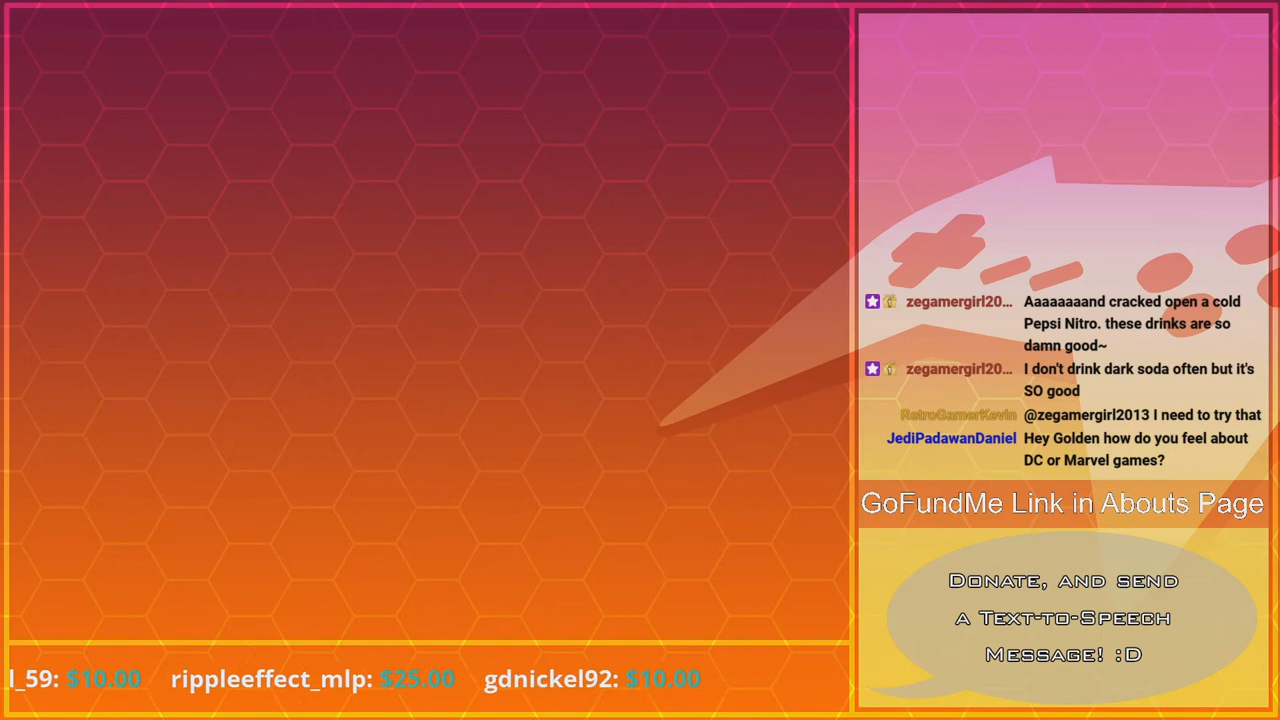 zegamergirl20... Aaaaaaaand cracked open a cold
Pepsi Nitro. these drinks are so
damn good~
zegamergirl20... I don't drink dark soda often but it's
SO good
RetroGamerKevin @zegamergirl2013 I need to try that
JediPadawanDaniel Hey Golden how do you feel about
DC or Marvel games?
GoFundMe Link in Abouts Page
Donate, and send
a Text-to-Speech
Message! :D
l_59: $10.00 rippleeffect_mlp: $25.00 gdnickel92: $10.00